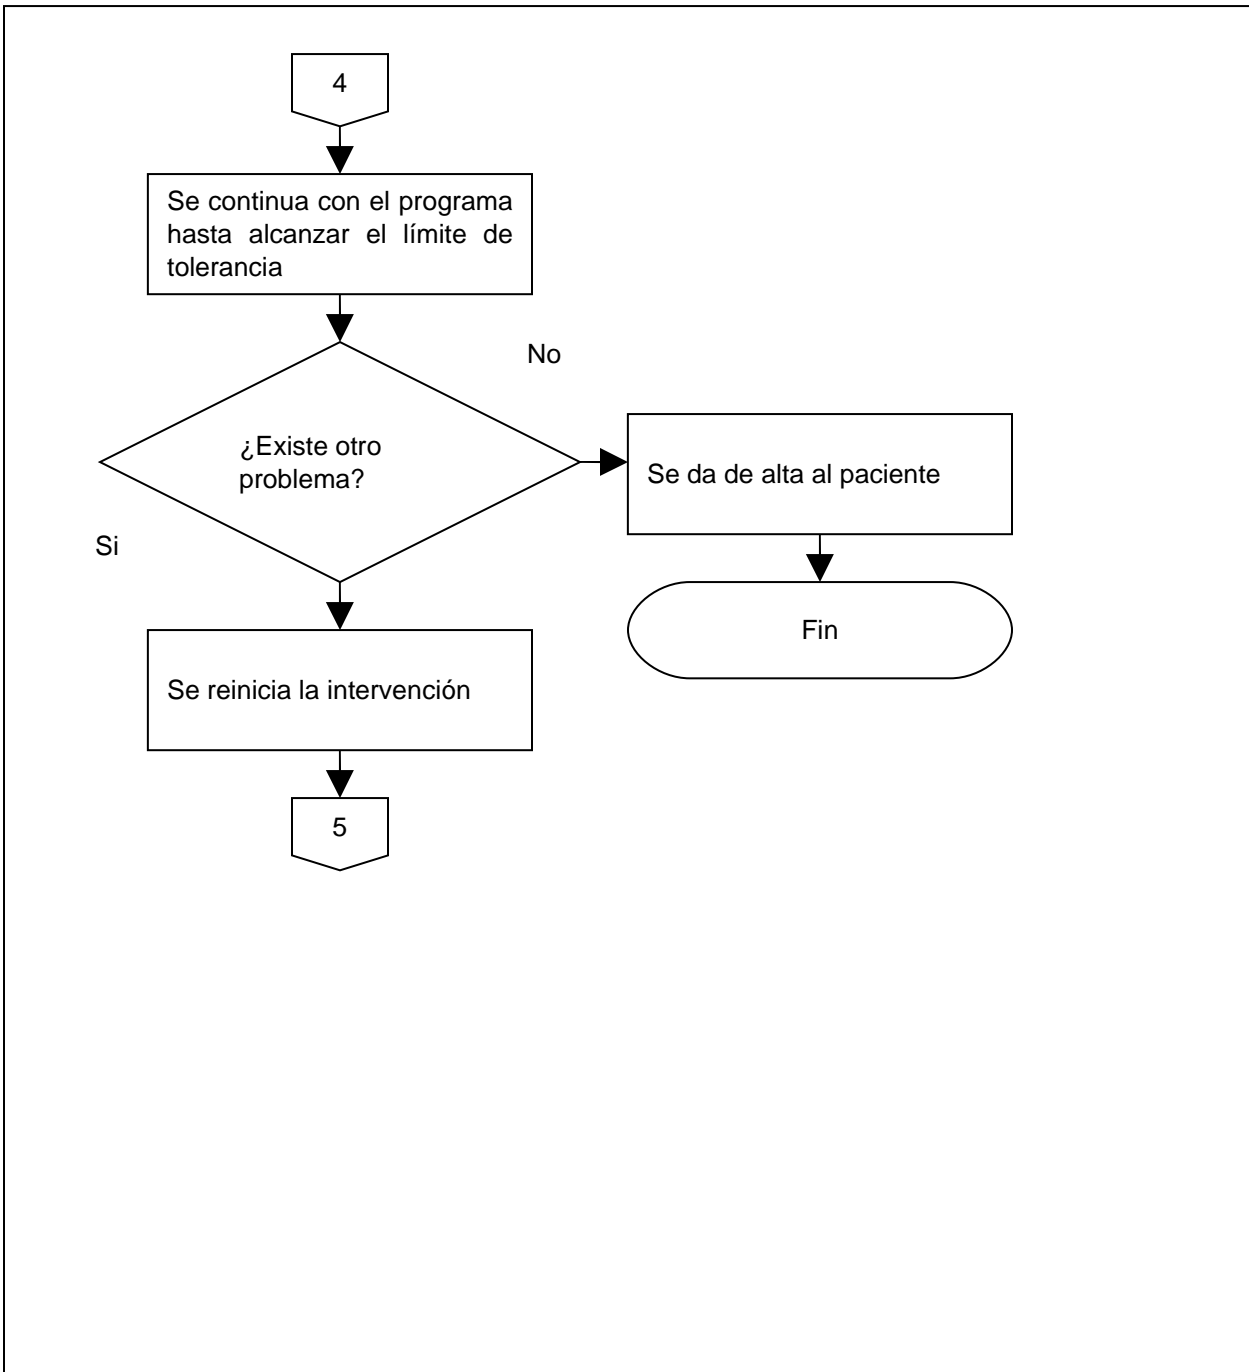 4
Se continua con el programa
hasta alcanzar el límite de
tolerancia
No
¿Existe otro
problema?
Se da de alta al paciente
Si
Fin
Se reinicia la intervención
5